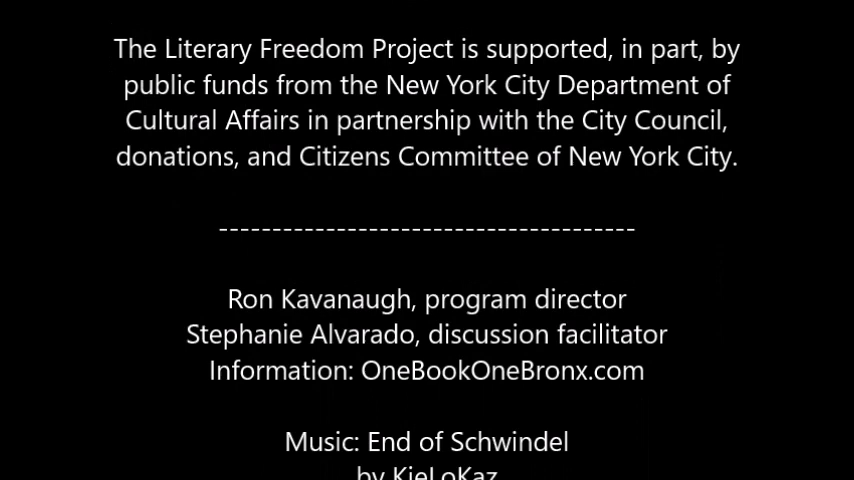 The Literary Freedom Project is supported, in part, by
public funds from the New York City Department of
Cultural Affairs in partnership with the City Council,
donations, and Citizens Committee of New York City.
---------------------------------------
Ron Kavanaugh, program director
Stephanie Alvarado, discussion facilitator
Information: OneBookOneBronx.com
Music: End of Schwindel
by KieLoKaz